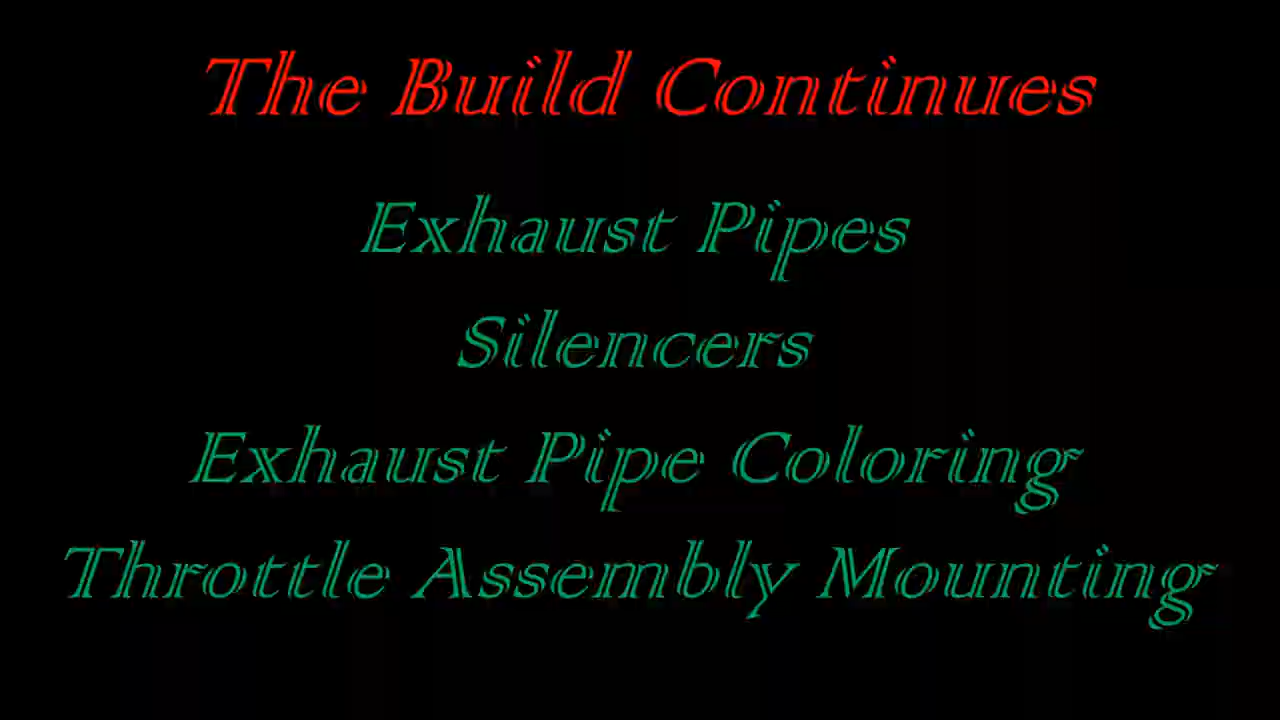 The Build Continues
Exhaust Pipes
Silencers
Exhaust Pipe Coloring
Throttle Assembly Mounting